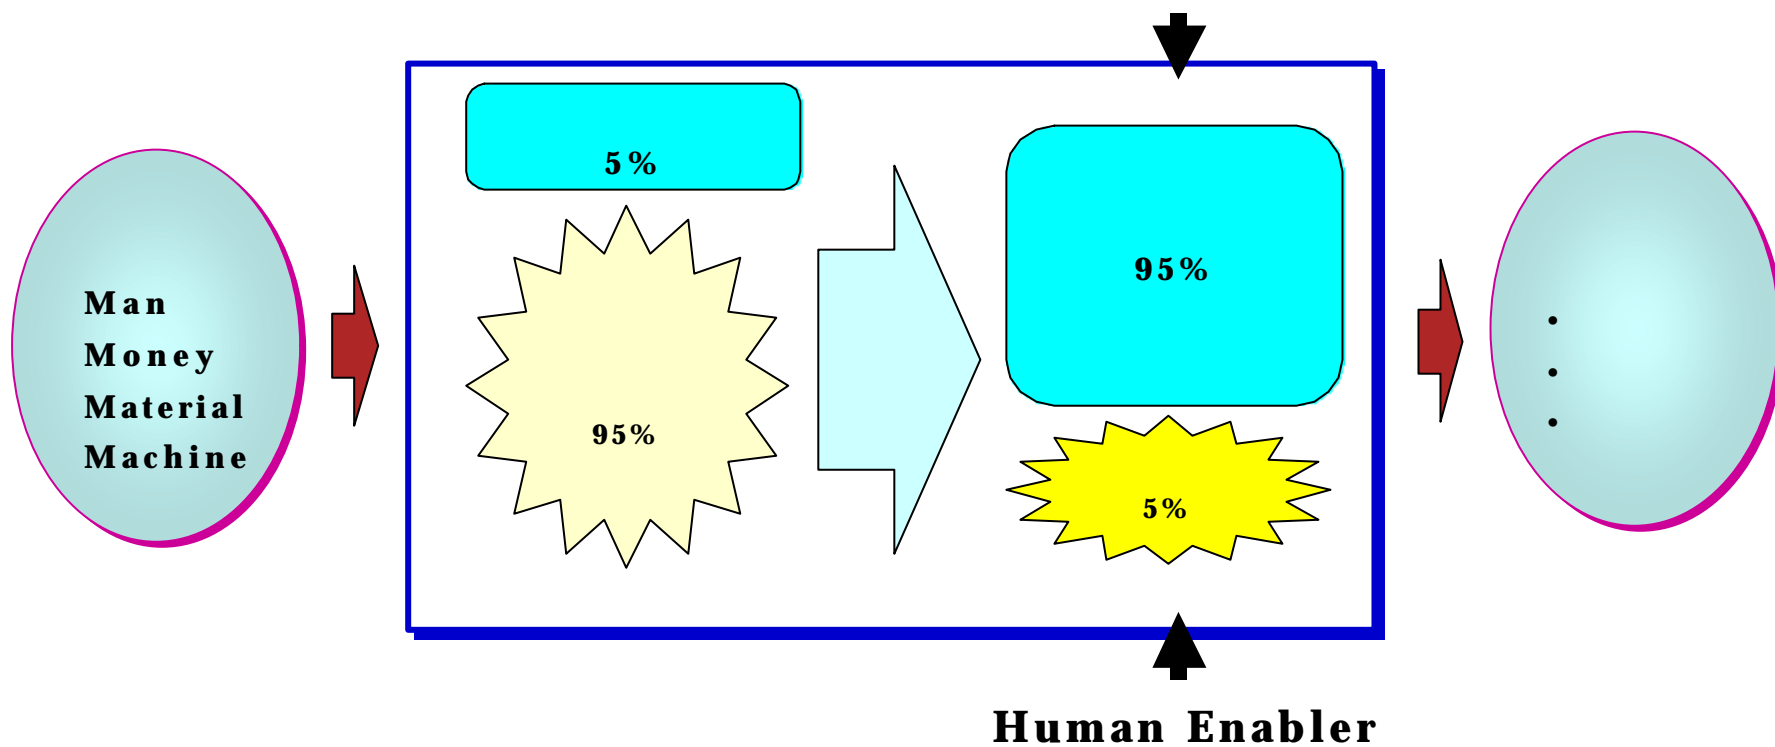 Man
Money
Material
Machine
5%
95%
95%
5%
•
•
•
Human Enabler